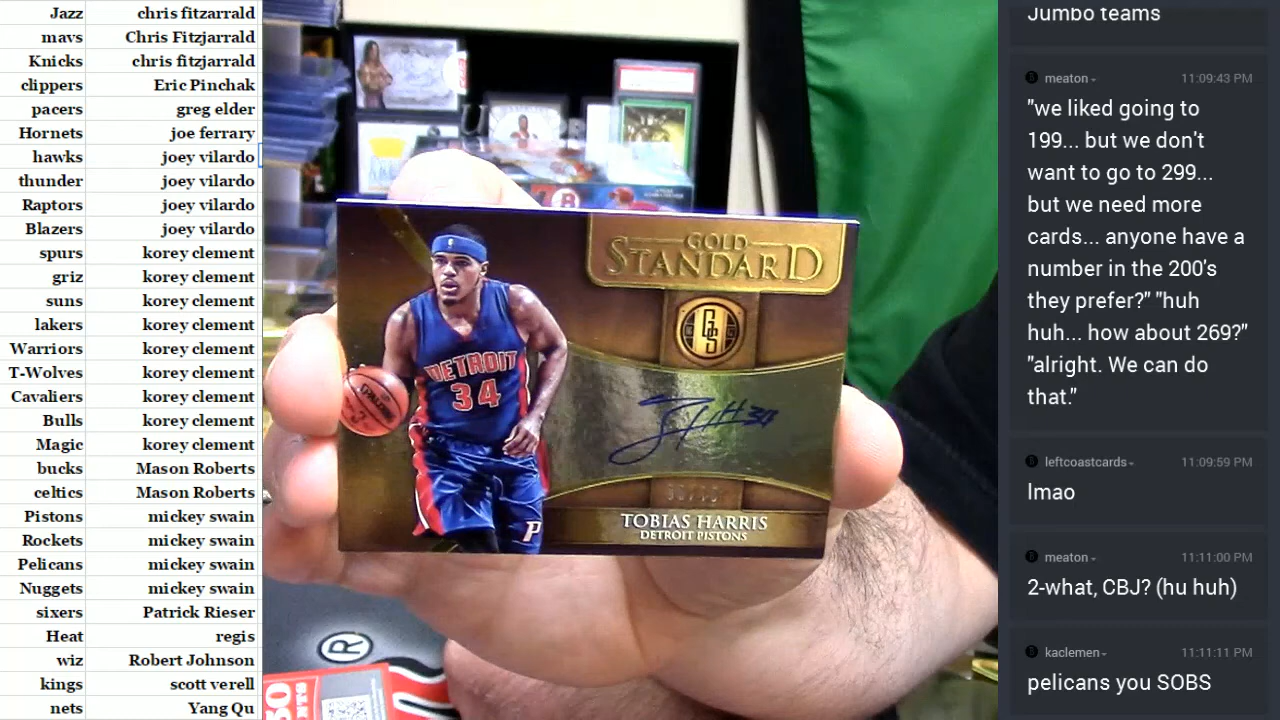 Jazz chris fitzarrald
mavs Chris Fitzjarrald
Knicks chris fitzjarrald
clippers Eric Pinchak
pacers greg elder
Hornets joe ferrary
hawks joey vilardo
thunder joey vilardo
Raptors joey vilardo
Blazers joey vilardo
spurs korey clement
griz korey clement
suns korey clement
lakers korey clement
Warriors korey clement
T-Wolves korey clement
Cavaliers korey clement
Bulls korey clement
Magic korey clement
bucks Mason Roberts
celtics Mason Roberts
Pistons mickey swain
Rockets mickey swain
Pelicans mickey swain
Nuggets mickey swain
sixers Patrick Rieser
Heat regis
wiz Robert Johnson
kings scott verell
nets Yang Qu
GOLD
STANDARD
GS
DETROIT
34
SPALDING
P
TOBIAS HARRIS
DETROIT PISTONS
®
Jumbo teams
meaton 11:09:43 PM
"we liked going to
199... but we don't
want to go to 299...
but we need more
cards... anyone have a
number in the 200's
they prefer?" "huh
huh... how about 269?"
"alright. We can do
that."
leftcoastcards 11:09:59 PM
lmao
meaton 11:11:00 PM
2-what, CBJ? (hu huh)
kaclemen 11:11:11 PM
pelicans you SOBS